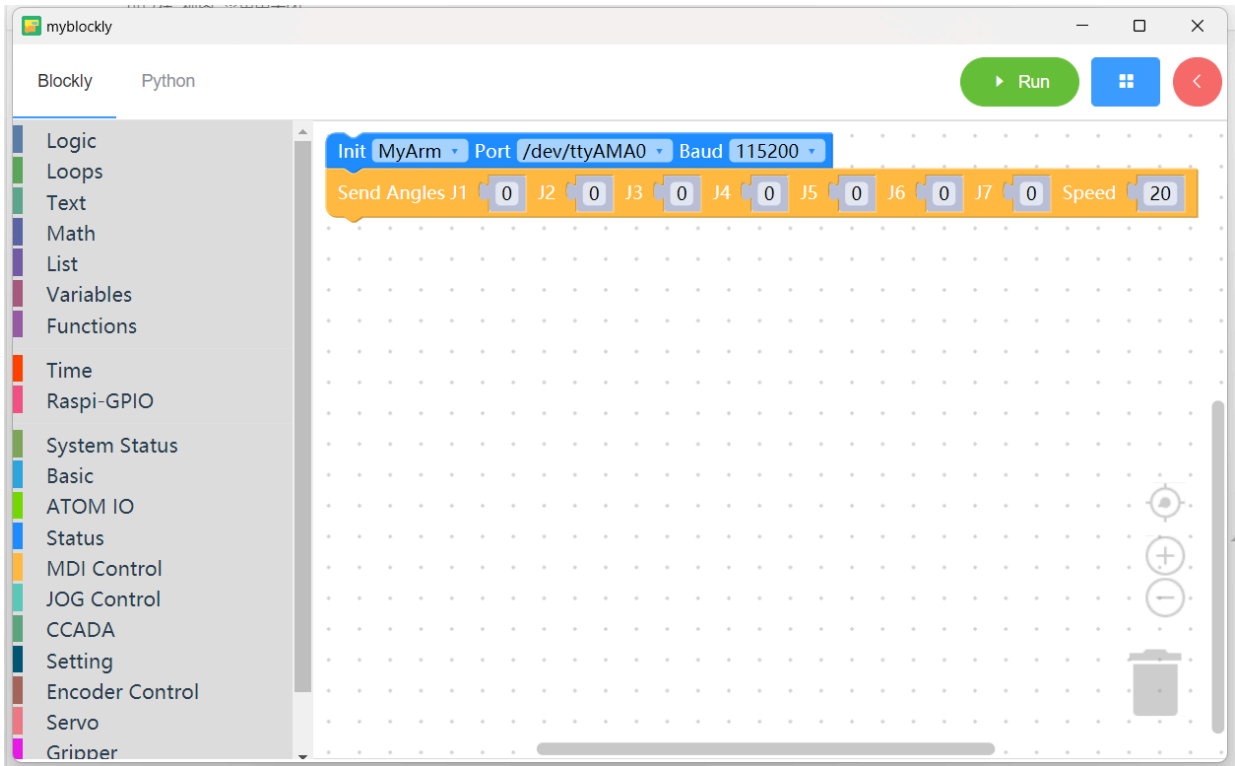 myblockly
Blockly Python Run
Logic
Loops
Text
Math
List
Variables
Functions
Time
Raspi-GPIO
System Status
Basic
ATOM IO
Status
MDI Control
JOG Control
CCADA
Setting
Encoder Control
Servo
Gripper
Init MyArm Port /dev/ttyAMA0 Baud 115200
Send Angles J1 0 J2 0 J3 0 J4 0 J5 0 J6 0 J7 0 Speed 20